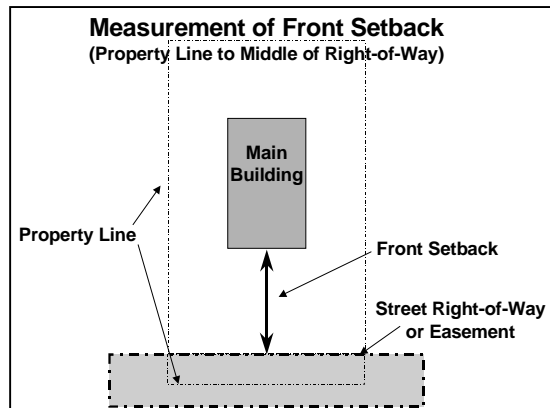 Measurement of Front Setback
(Property Line to Middle of Right-of-Way)
Main
Building
Property Line
Front Setback
Street Right-of-Way
or Easement